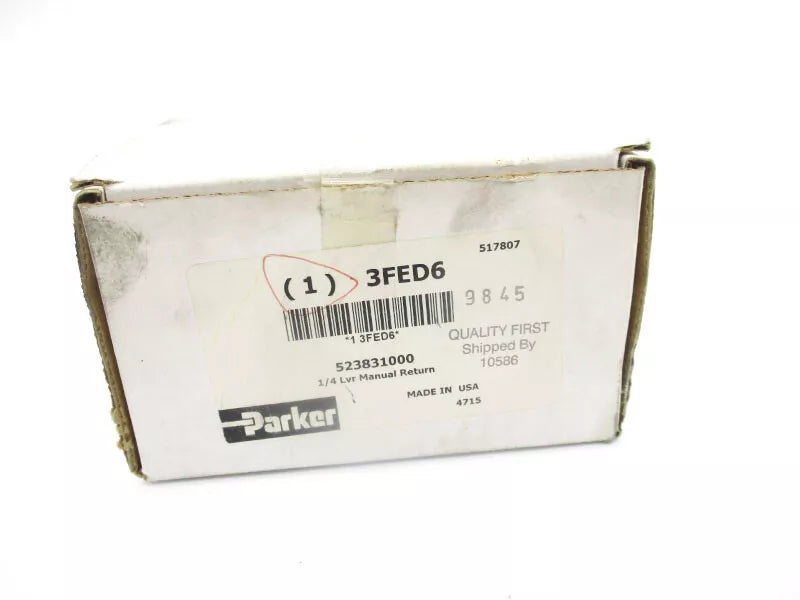 517807
(1) 3FED6
9845
*1 3FED6*
QUALITY FIRST
Shipped By
10586
523831000
1/4 Lvr Manual Return
MADE IN USA
4715
Parker